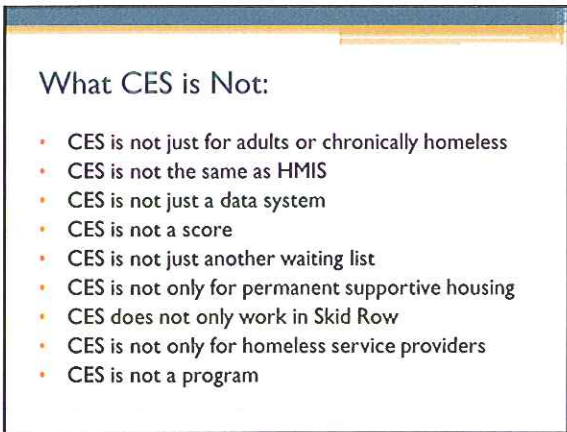 What CES is Not:
• CES is not just for adults or chronically homeless
• CES is not the same as HMIS
• CES is not just a data system
• CES is not a score
• CES is not just another waiting list
• CES is not only for permanent supportive housing
• CES does not only work in Skid Row
• CES is not only for homeless service providers
• CES is not a program